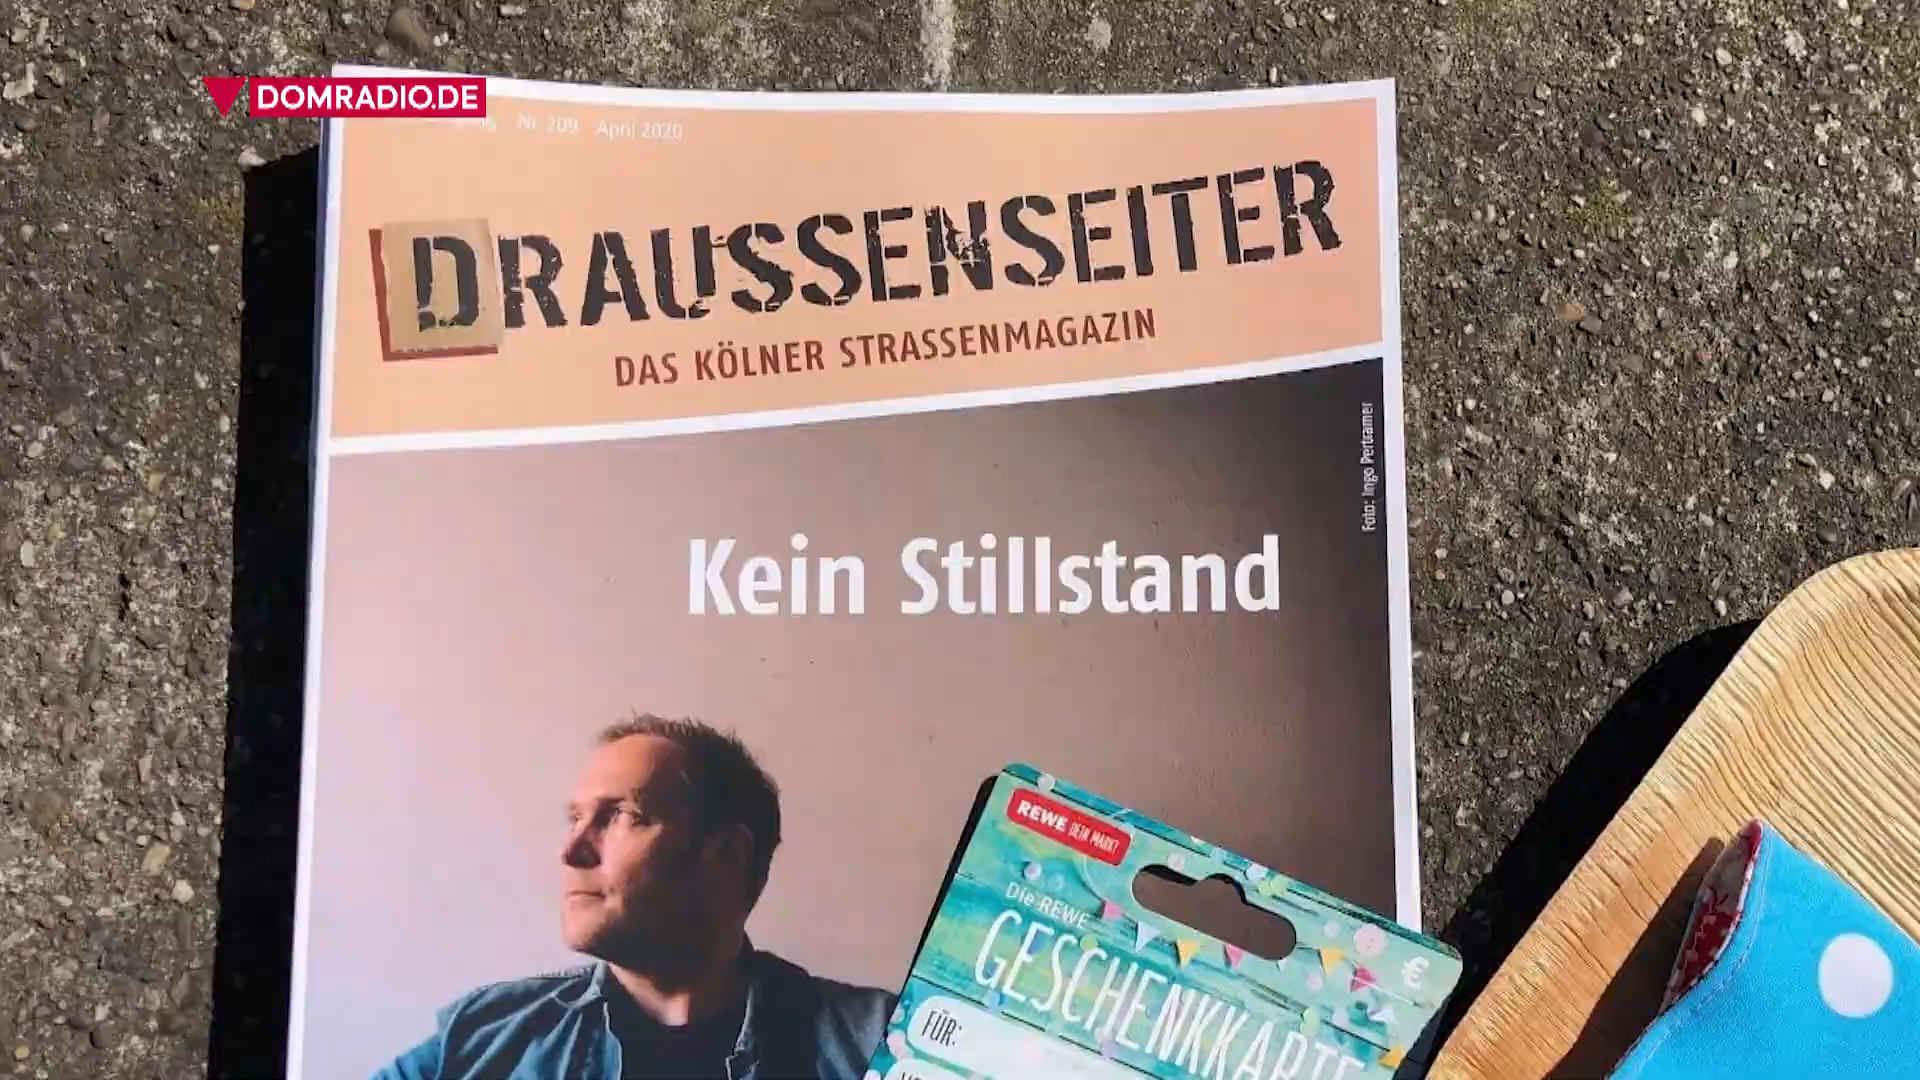 DOMRADIO.DE
Nr. 209 April 2020
DRAUSSENSEITER
DAS KÖLNER STRASSENMAGAZIN
Foto: Ingo Pertramer
Kein Stillstand
REWE DEIN MARKT
Die REWE
GESCHENKKARTE
€
FÜR: